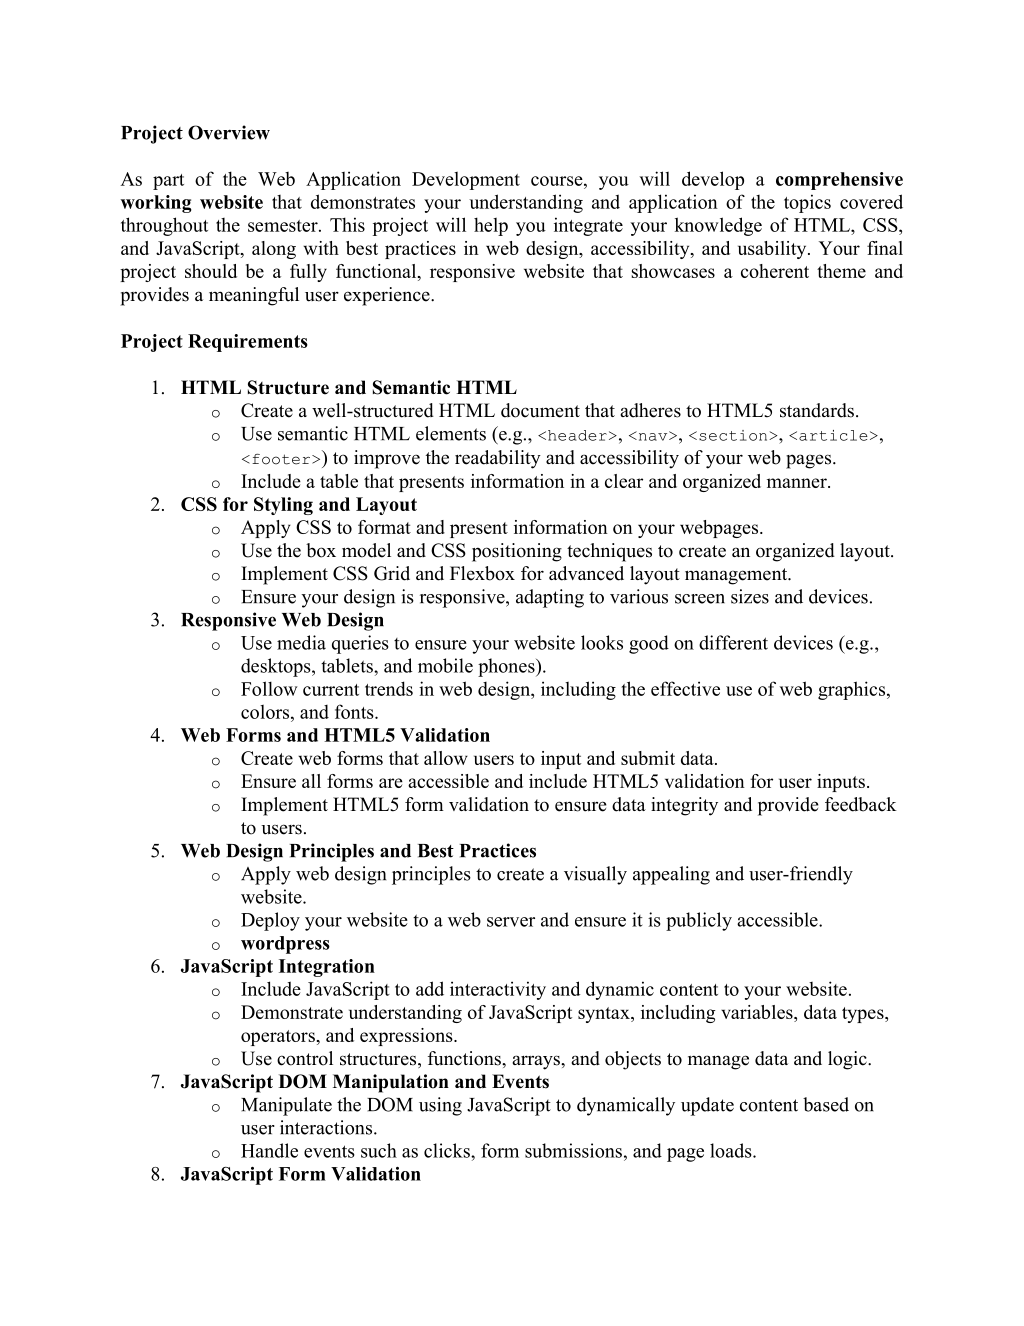 Project Overview
As part of the Web Application Development course, you will develop a comprehensive
working website that demonstrates your understanding and application of the topics covered
throughout the semester. This project will help you integrate your knowledge of HTML, CSS,
and JavaScript, along with best practices in web design, accessibility, and usability. Your final
project should be a fully functional, responsive website that showcases a coherent theme and
provides a meaningful user experience.
Project Requirements
1. HTML Structure and Semantic HTML
o Create a well-structured HTML document that adheres to HTML5 standards.
o Use semantic HTML elements (e.g., <header>, <nav>, <section>, <article>,
<footer>) to improve the readability and accessibility of your web pages.
o Include a table that presents information in a clear and organized manner.
2. CSS for Styling and Layout
o Apply CSS to format and present information on your webpages.
o Use the box model and CSS positioning techniques to create an organized layout.
o Implement CSS Grid and Flexbox for advanced layout management.
o Ensure your design is responsive, adapting to various screen sizes and devices.
3. Responsive Web Design
o Use media queries to ensure your website looks good on different devices (e.g.,
desktops, tablets, and mobile phones).
o Follow current trends in web design, including the effective use of web graphics,
colors, and fonts.
4. Web Forms and HTML5 Validation
o Create web forms that allow users to input and submit data.
o Ensure all forms are accessible and include HTML5 validation for user inputs.
o Implement HTML5 form validation to ensure data integrity and provide feedback
to users.
5. Web Design Principles and Best Practices
o Apply web design principles to create a visually appealing and user-friendly
website.
o Deploy your website to a web server and ensure it is publicly accessible.
o wordpress
6. JavaScript Integration
o Include JavaScript to add interactivity and dynamic content to your website.
o Demonstrate understanding of JavaScript syntax, including variables, data types,
operators, and expressions.
o Use control structures, functions, arrays, and objects to manage data and logic.
7. JavaScript DOM Manipulation and Events
o Manipulate the DOM using JavaScript to dynamically update content based on
user interactions.
o Handle events such as clicks, form submissions, and page loads.
8. JavaScript Form Validation